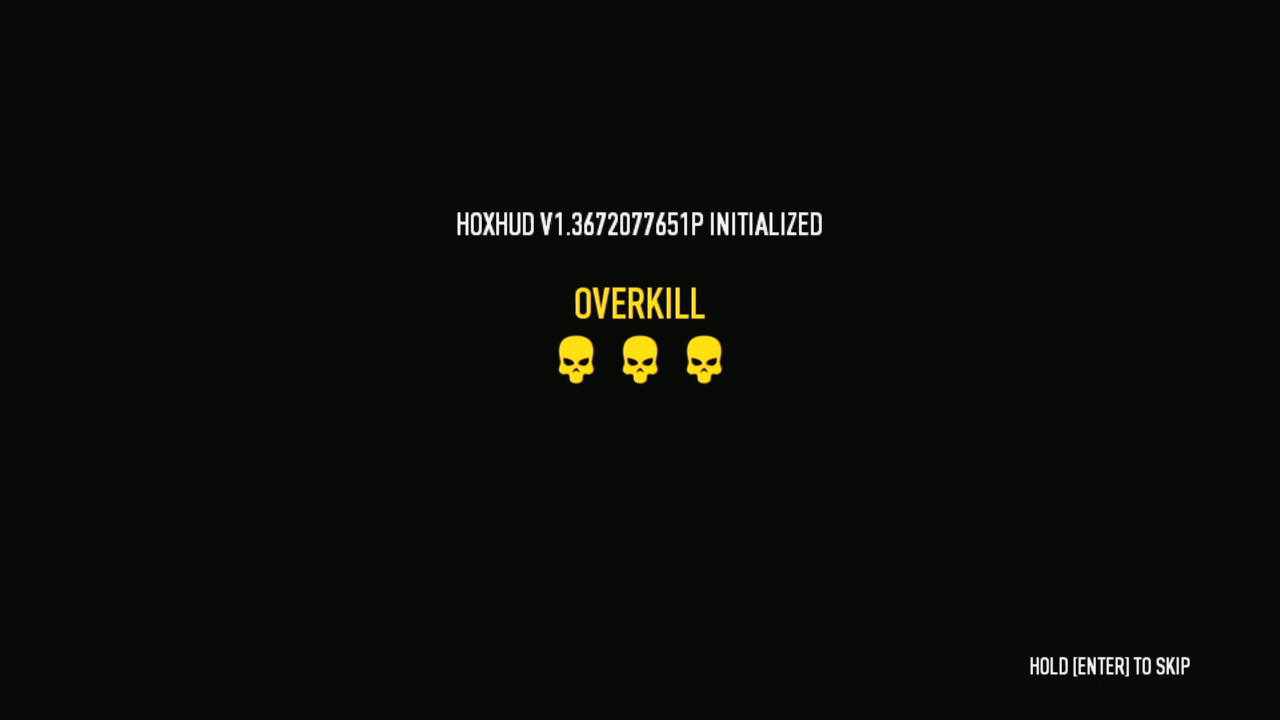 HOXHUD V1.3672077651P INITIALIZED
OVERKILL
HOLD [ENTER] TO SKIP